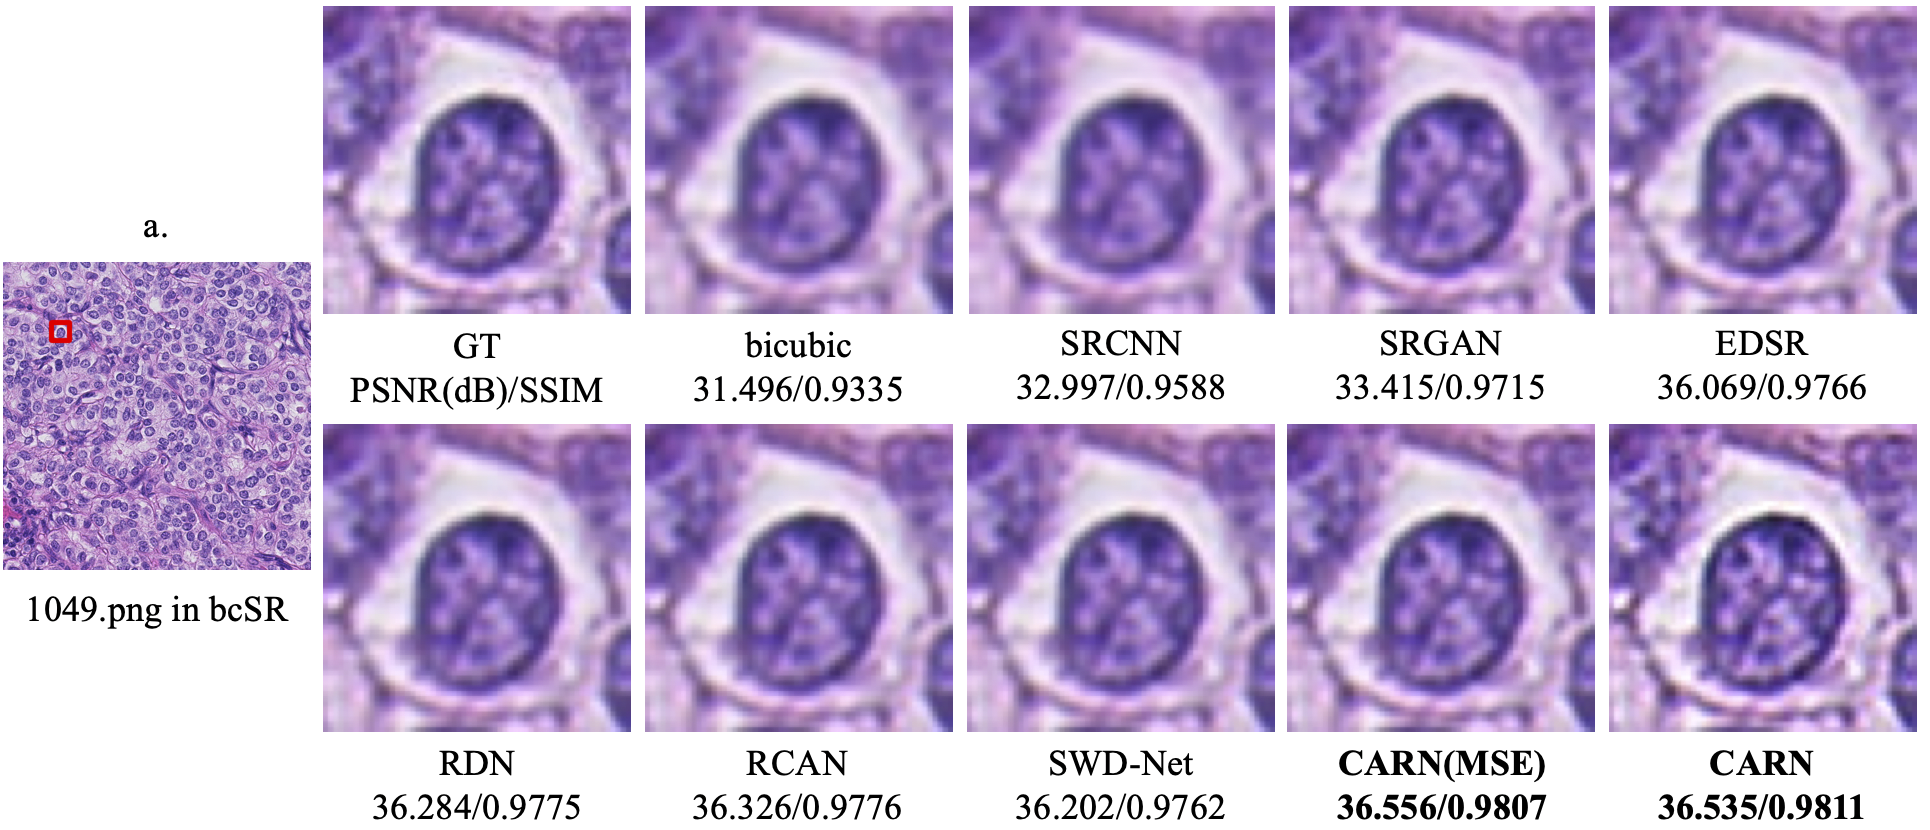 a.
1049.png in bcSR
GT
PSNR(dB)/SSIM
bicubic
31.496/0.9335
SRCNN
32.997/0.9588
SRGAN
33.415/0.9715
EDSR
36.069/0.9766
RDN
36.284/0.9775
RCAN
36.326/0.9776
SWD-Net
36.202/0.9762
CARN(MSE)
36.556/0.9807
CARN
36.535/0.9811